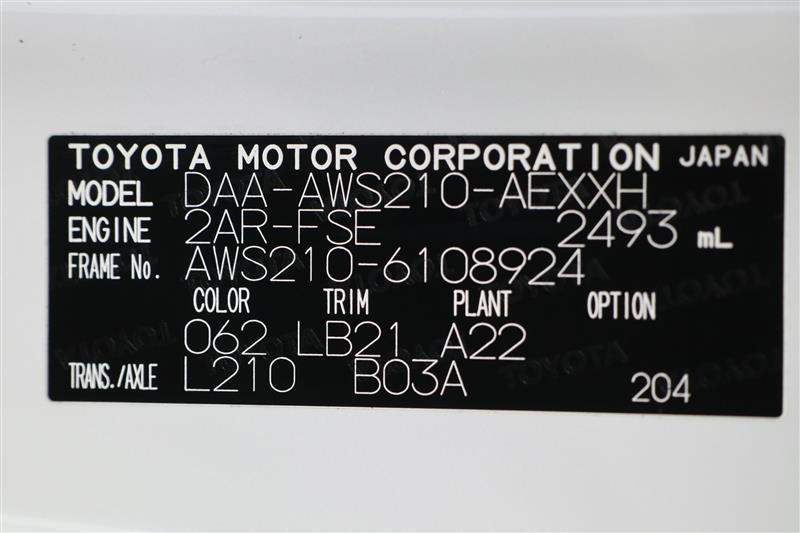 TOYOTA MOTOR CORPORATION JAPAN
MODEL DAA-AWS210-AEXXH
ENGINE 2AR-FSE 2493 mL
FRAME No. AWS210-6108924
COLOR TRIM PLANT OPTION
062 LB21 A22
TRANS./AXLE L210 B03A 204